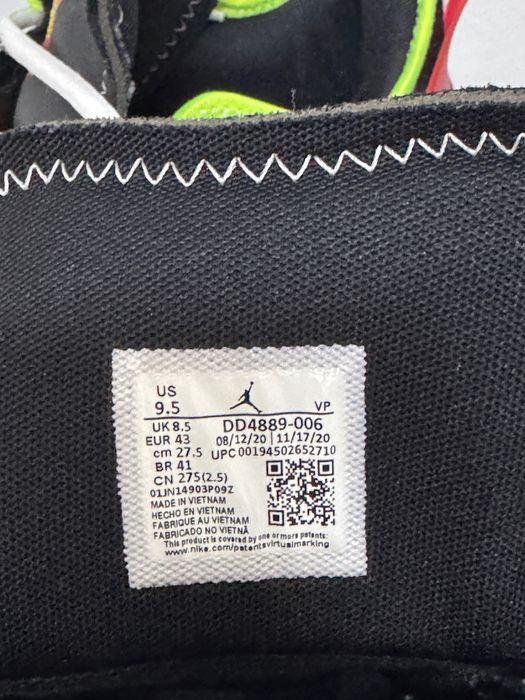 US
9.5
VP
UK 8.5 DD4889-006
EUR 43 08/12/20 | 11/17/20
cm 27.5 UPC 00194502652710
BR 41
CN 275(2.5)
01JN14903P09Z
MADE IN VIETNAM
HECHO EN VIETNAM
FABRIQUE AU VIETNAM
FABRICADO NO VIETNÃ
This product is covered by one or more patents:
www.nike.com/patentsvirtualmarking